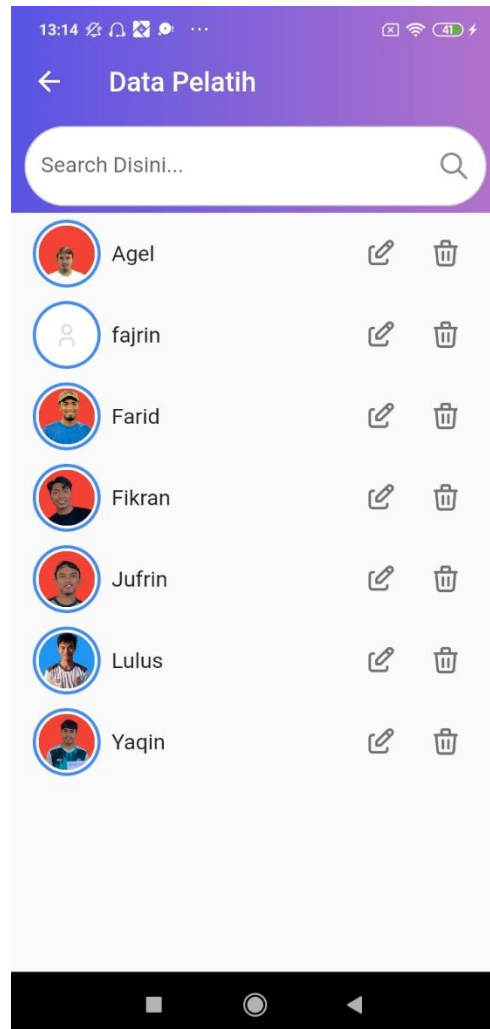 13:14
41
Data Pelatih
Search Disini...
Agel
fajrin
Farid
Fikran
Jufrin
Lulus
Yaqin